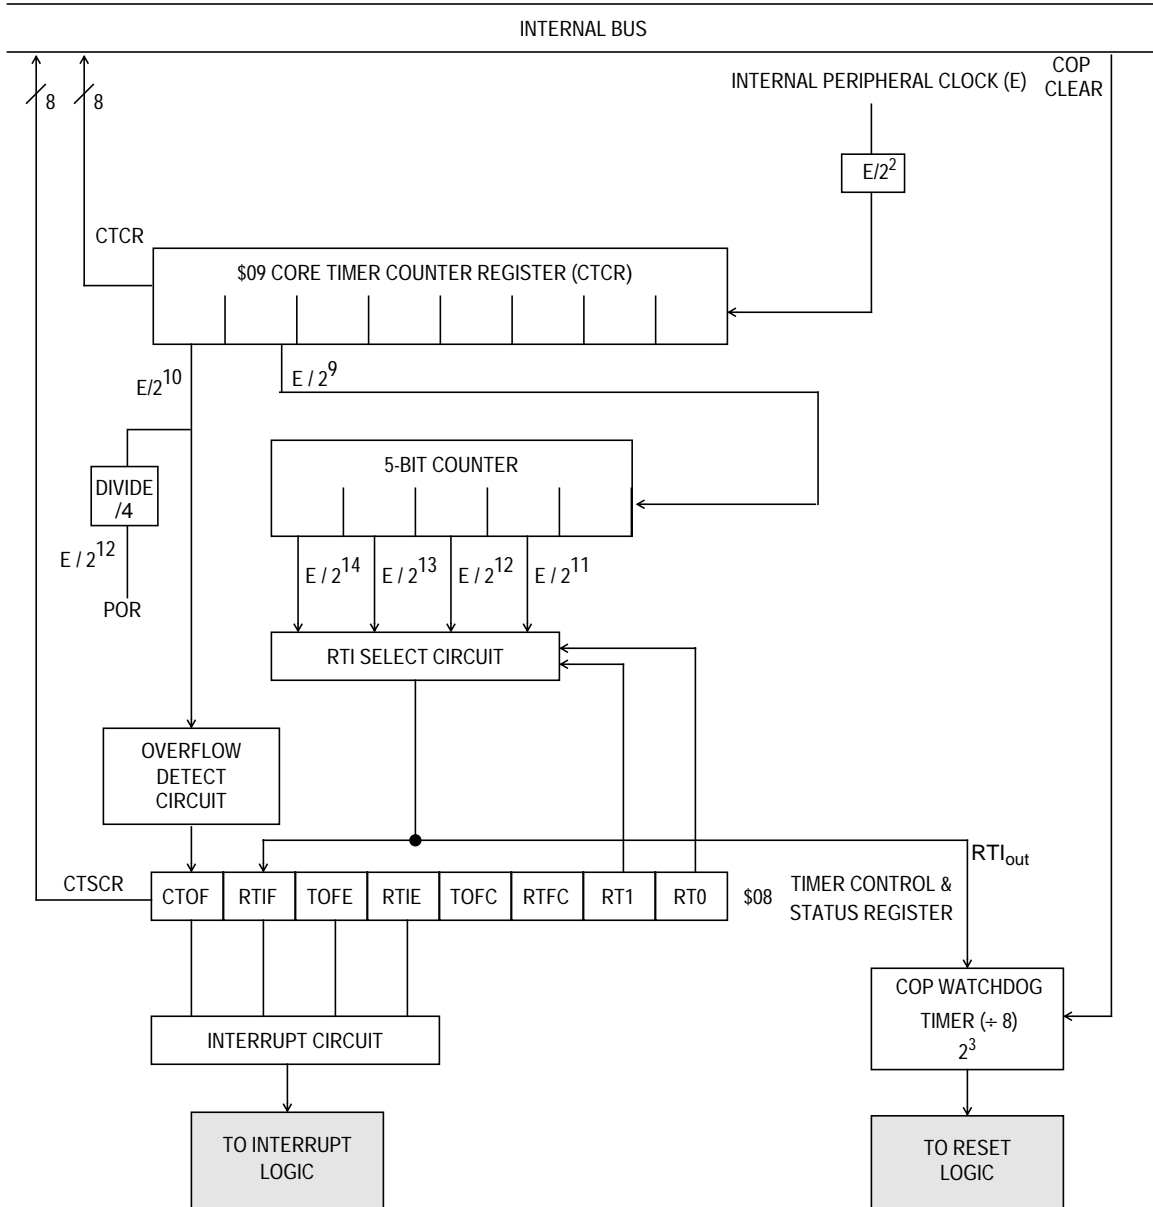 INTERNAL BUS
8
8
INTERNAL PERIPHERAL CLOCK (E)
COP
CLEAR
E/2²
CTCR
$09 CORE TIMER COUNTER REGISTER (CTCR)
E/2¹⁰
E / 2⁹
5-BIT COUNTER
DIVIDE
/4
E / 2¹²
POR
E / 2¹⁴
E / 2¹³
E / 2¹²
E / 2¹¹
RTI SELECT CIRCUIT
OVERFLOW
DETECT
CIRCUIT
RTIout
CTSCR
CTOF RTIF TOFE RTIE TOFC RTFC RT1 RT0
$08
TIMER CONTROL &
STATUS REGISTER
COP WATCHDOG
TIMER (÷ 8)
2³
INTERRUPT CIRCUIT
TO INTERRUPT
LOGIC
TO RESET
LOGIC